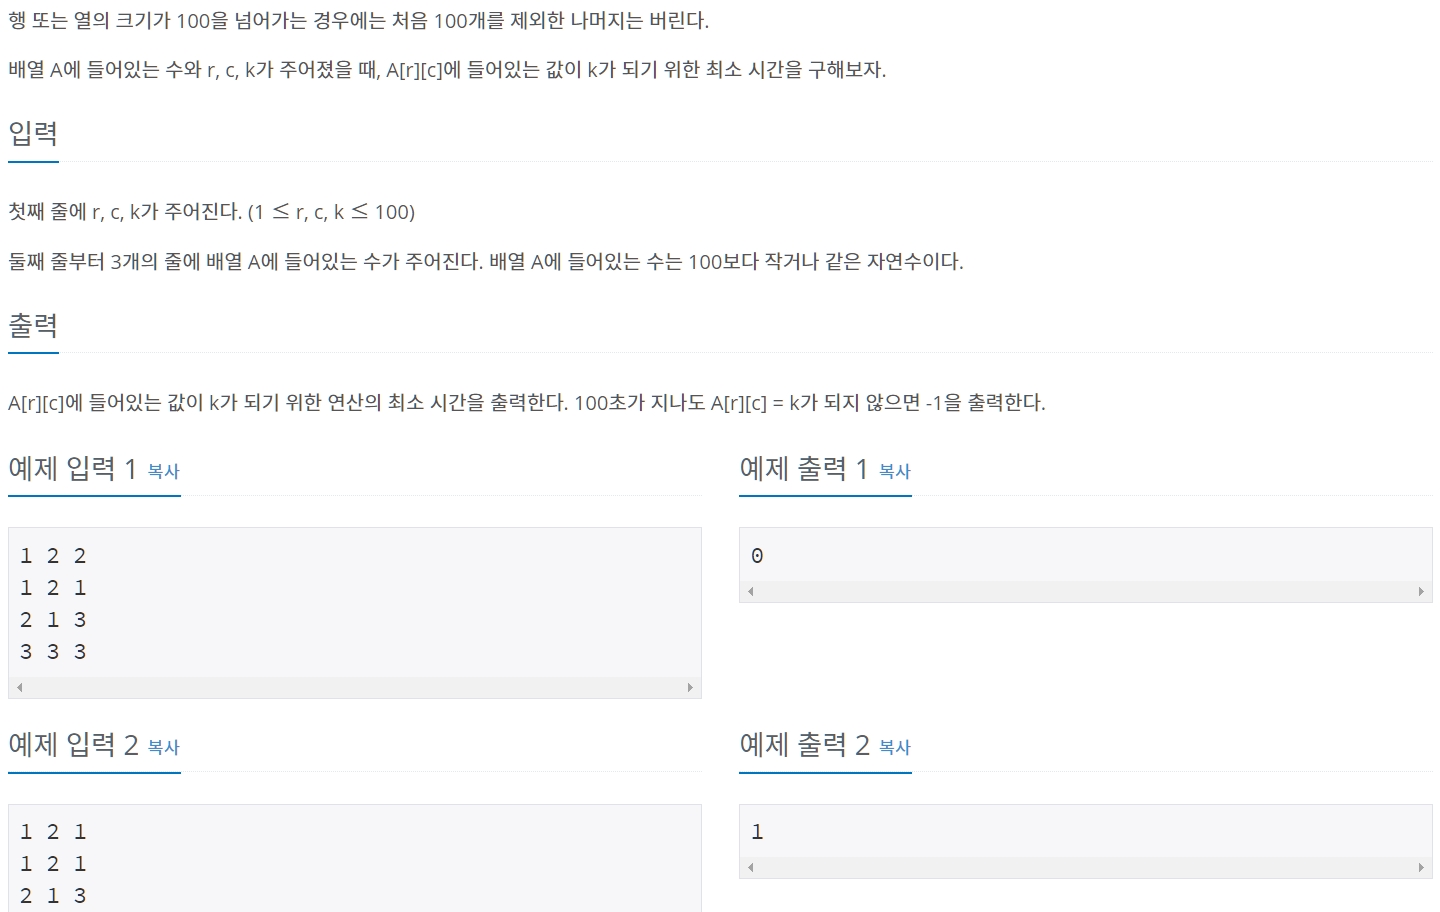 행 또는 열의 크기가 100을 넘어가는 경우에는 처음 100개를 제외한 나머지는 버린다.
배열 A에 들어있는 수와 r, c, k가 주어졌을 때, A[r][c]에 들어있는 값이 k가 되기 위한 최소 시간을 구해보자.
입력
첫째 줄에 r, c, k가 주어진다. (1 ≤ r, c, k ≤ 100)
둘째 줄부터 3개의 줄에 배열 A에 들어있는 수가 주어진다. 배열 A에 들어있는 수는 100보다 작거나 같은 자연수이다.
출력
A[r][c]에 들어있는 값이 k가 되기 위한 연산의 최소 시간을 출력한다. 100초가 지나도 A[r][c] = k가 되지 않으면 -1을 출력한다.
예제 입력 1 복사
1 2 2
1 2 1
2 1 3
3 3 3
예제 출력 1 복사
0
예제 입력 2 복사
1 2 1
1 2 1
2 1 3
예제 출력 2 복사
1